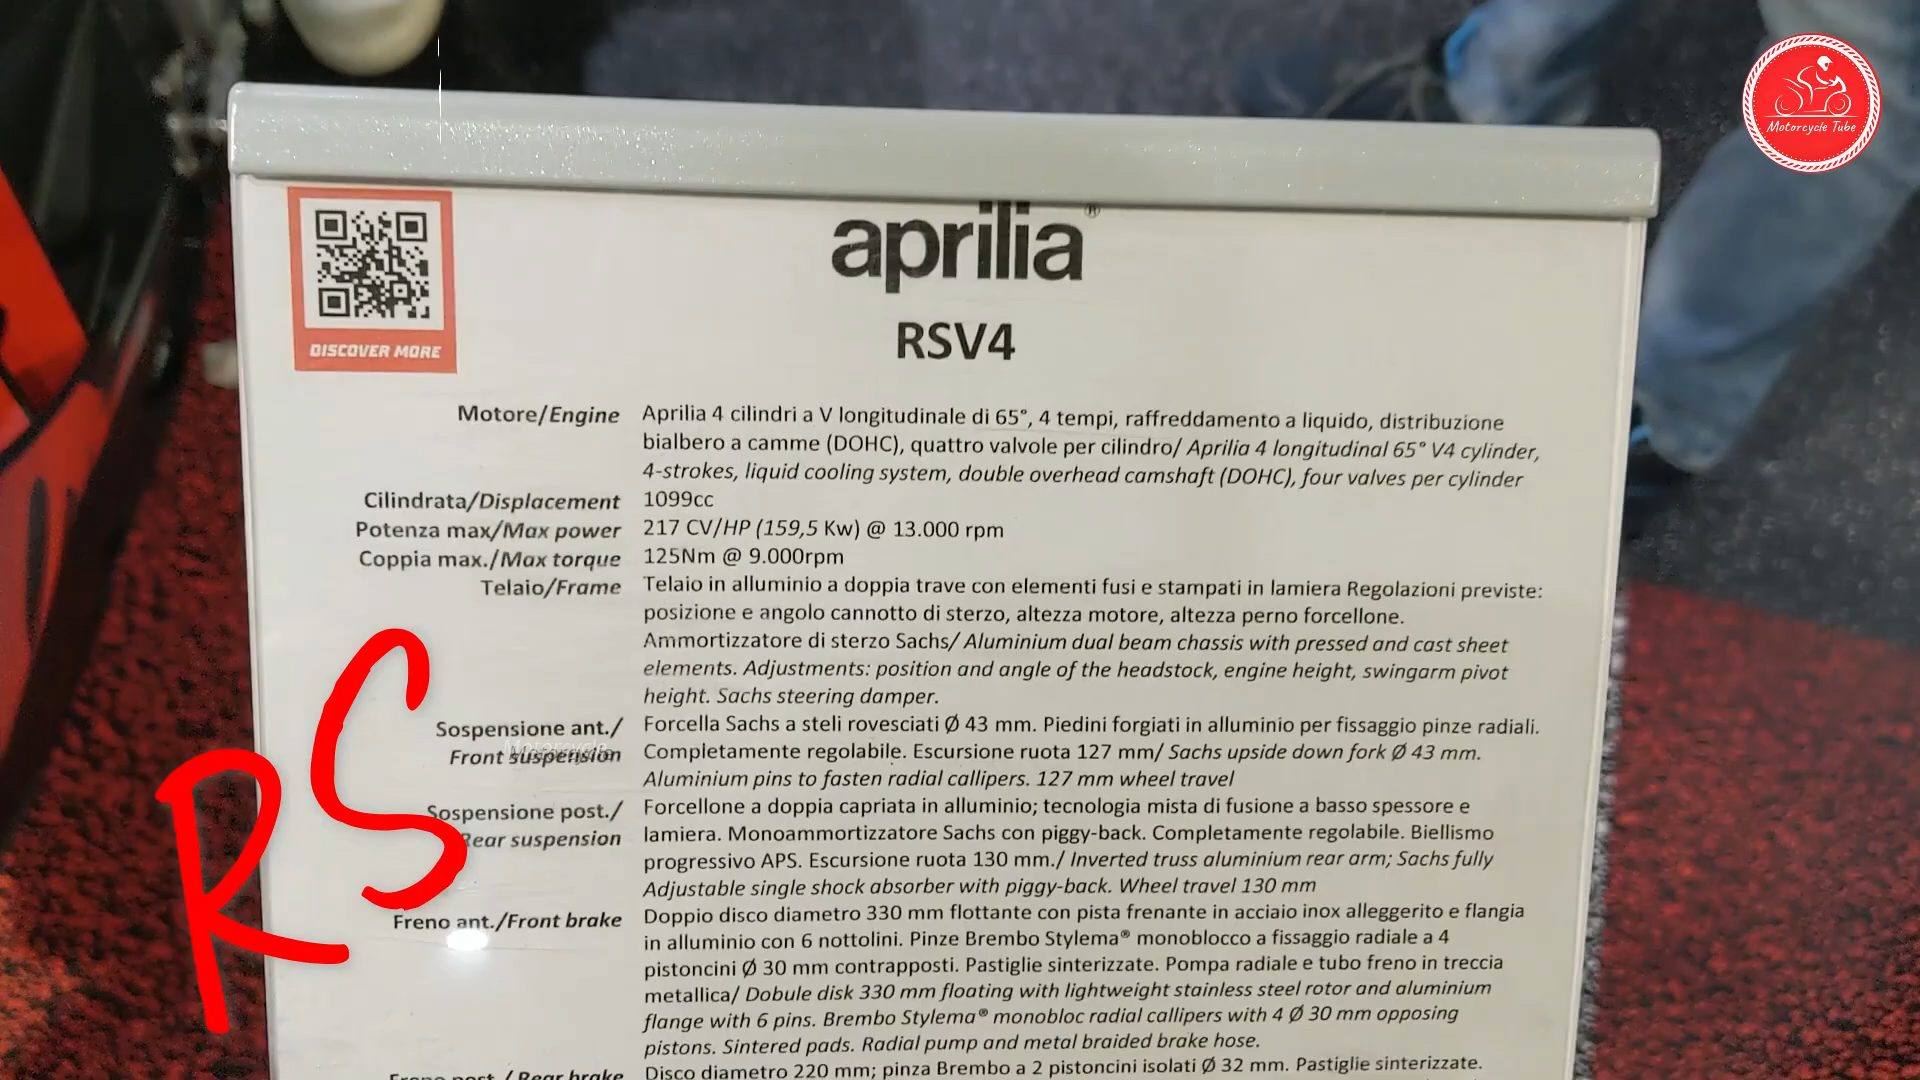 Motorcycle Tube
aprilia®
DISCOVER MORE
RSV4
Motore/Engine Aprilia 4 cilindri a V longitudinale di 65°, 4 tempi, raffreddamento a liquido, distribuzione
bialbero a camme (DOHC), quattro valvole per cilindro/ Aprilia 4 longitudinal 65° V4 cylinder,
4-strokes, liquid cooling system, double overhead camshaft (DOHC), four valves per cylinder
Cilindrata/Displacement 1099cc
Potenza max/Max power 217 CV/HP (159,5 Kw) @ 13.000 rpm
Coppia max./Max torque 125Nm @ 9.000rpm
Telaio/Frame Telaio in alluminio a doppia trave con elementi fusi e stampati in lamiera Regolazioni previste:
posizione e angolo cannotto di sterzo, altezza motore, altezza perno forcellone.
Ammortizzatore di sterzo Sachs/ Aluminium dual beam chassis with pressed and cast sheet
elements. Adjustments: position and angle of the headstock, engine height, swingarm pivot
height. Sachs steering damper.
Sospensione ant./ Forcella Sachs a steli rovesciati Ø 43 mm. Piedini forgiati in alluminio per fissaggio pinze radiali.
Front suspension Completamente regolabile. Escursione ruota 127 mm/ Sachs upside down fork Ø 43 mm.
Motorcycle
Aluminium pins to fasten radial callipers. 127 mm wheel travel
Sospensione post./ Forcellone a doppia capriata in alluminio; tecnologia mista di fusione a basso spessore e
Rear suspension lamiera. Monoammortizzatore Sachs con piggy-back. Completamente regolabile. Biellismo
progressivo APS. Escursione ruota 130 mm./ Inverted truss aluminium rear arm; Sachs fully
Adjustable single shock absorber with piggy-back. Wheel travel 130 mm
Freno ant./Front brake Doppio disco diametro 330 mm flottante con pista frenante in acciaio inox alleggerito e flangia
in alluminio con 6 nottolini. Pinze Brembo Stylema® monoblocco a fissaggio radiale a 4
pistoncini Ø 30 mm contrapposti. Pastiglie sinterizzate. Pompa radiale e tubo freno in treccia
metallica/ Dobule disk 330 mm floating with lightweight stainless steel rotor and aluminium
flange with 6 pins. Brembo Stylema® monobloc radial callipers with 4 Ø 30 mm opposing
pistons. Sintered pads. Radial pump and metal braided brake hose.
Freno post./Rear brake Disco diametro 220 mm; pinza Brembo a 2 pistoncini isolati Ø 32 mm. Pastiglie sinterizzate.
RS